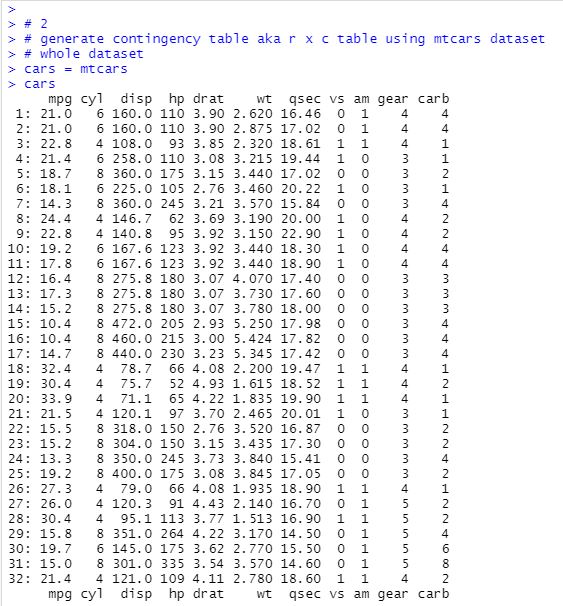 >
> # 2
> # generate contingency table aka r x c table using mtcars dataset
> # whole dataset
> cars = mtcars
> cars
mpg cyl disp hp drat wt qsec vs am gear carb
1: 21.0 6 160.0 110 3.90 2.620 16.46 0 1 4 4
2: 21.0 6 160.0 110 3.90 2.875 17.02 0 1 4 4
3: 22.8 4 108.0 93 3.85 2.320 18.61 1 1 4 1
4: 21.4 6 258.0 110 3.08 3.215 19.44 1 0 3 1
5: 18.7 8 360.0 175 3.15 3.440 17.02 0 0 3 2
6: 18.1 6 225.0 105 2.76 3.460 20.22 1 0 3 1
7: 14.3 8 360.0 245 3.21 3.570 15.84 0 0 3 4
8: 24.4 4 146.7 62 3.69 3.190 20.00 1 0 4 2
9: 22.8 4 140.8 95 3.92 3.150 22.90 1 0 4 2
10: 19.2 6 167.6 123 3.92 3.440 18.30 1 0 4 4
11: 17.8 6 167.6 123 3.92 3.440 18.90 1 0 4 4
12: 16.4 8 275.8 180 3.07 4.070 17.40 0 0 3 3
13: 17.3 8 275.8 180 3.07 3.730 17.60 0 0 3 3
14: 15.2 8 275.8 180 3.07 3.780 18.00 0 0 3 3
15: 10.4 8 472.0 205 2.93 5.250 17.98 0 0 3 4
16: 10.4 8 460.0 215 3.00 5.424 17.82 0 0 3 4
17: 14.7 8 440.0 230 3.23 5.345 17.42 0 0 3 4
18: 32.4 4 78.7 66 4.08 2.200 19.47 1 1 4 1
19: 30.4 4 75.7 52 4.93 1.615 18.52 1 1 4 2
20: 33.9 4 71.1 65 4.22 1.835 19.90 1 1 4 1
21: 21.5 4 120.1 97 3.70 2.465 20.01 1 0 3 1
22: 15.5 8 318.0 150 2.76 3.520 16.87 0 0 3 2
23: 15.2 8 304.0 150 3.15 3.435 17.30 0 0 3 2
24: 13.3 8 350.0 245 3.73 3.840 15.41 0 0 3 4
25: 19.2 8 400.0 175 3.08 3.845 17.05 0 0 3 2
26: 27.3 4 79.0 66 4.08 1.935 18.90 1 1 4 1
27: 26.0 4 120.3 91 4.43 2.140 16.70 0 1 5 2
28: 30.4 4 95.1 113 3.77 1.513 16.90 1 1 5 2
29: 15.8 8 351.0 264 4.22 3.170 14.50 0 1 5 4
30: 19.7 6 145.0 175 3.62 2.770 15.50 0 1 5 6
31: 15.0 8 301.0 335 3.54 3.570 14.60 0 1 5 8
32: 21.4 4 121.0 109 4.11 2.780 18.60 1 1 4 2
mpg cyl disp hp drat wt qsec vs am gear carb